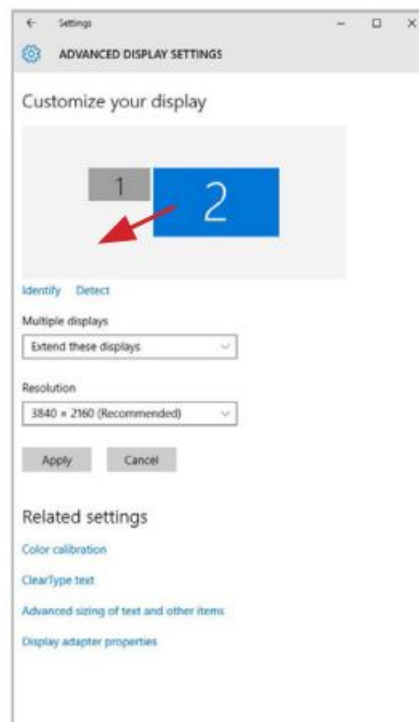 Settings
ADVANCED DISPLAY SETTINGS
Customize your display
1
2
Identify Detect
Multiple displays
Extend these displays
Resolution
3840 × 2160 (Recommended)
Apply Cancel
Related settings
Color calibration
ClearType text
Advanced sizing of text and other items
Display adapter properties